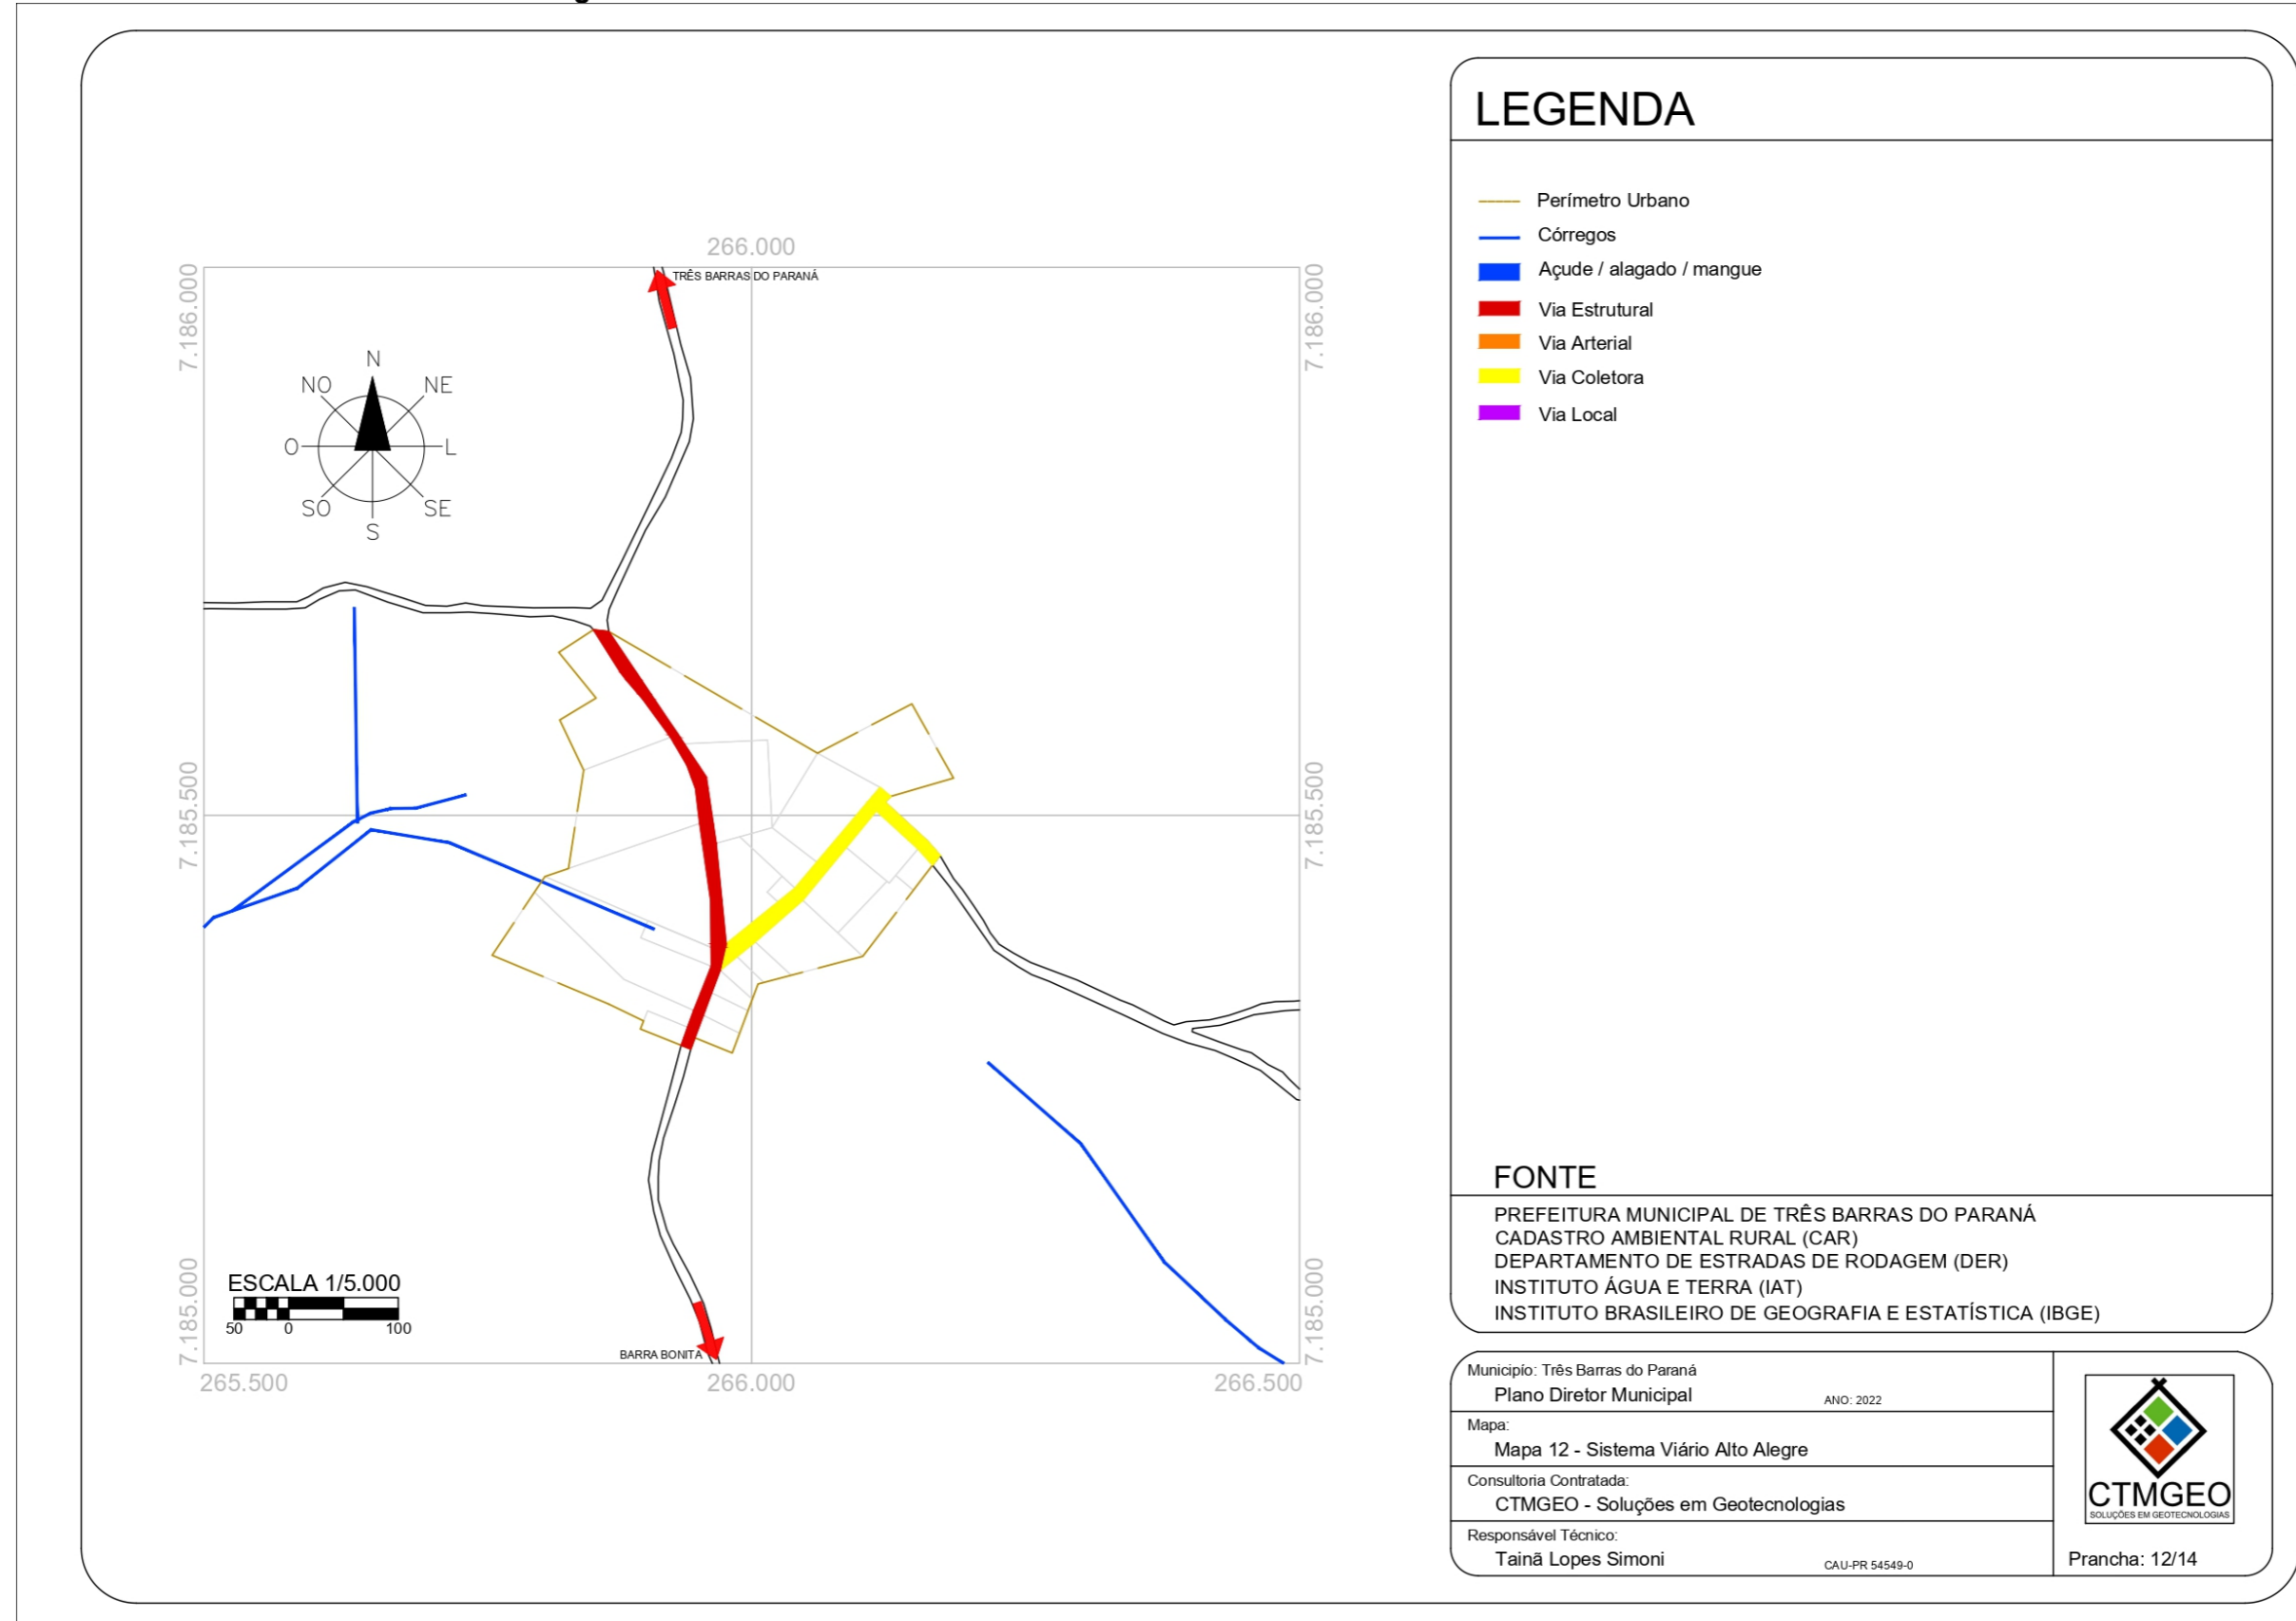 266.000
TRÊS BARRAS DO PARANÁ
7.186.000
7.186.000
N
NO
NE
O
L
SO
SE
S
7.185.500
7.185.500
ESCALA 1/5.000
50 0 100
BARRA BONITA
7.185.000
7.185.000
265.500
266.000
266.500
LEGENDA
Perímetro Urbano
Córregos
Açude / alagado / mangue
Via Estrutural
Via Arterial
Via Coletora
Via Local
FONTE
PREFEITURA MUNICIPAL DE TRÊS BARRAS DO PARANÁ
CADASTRO AMBIENTAL RURAL (CAR)
DEPARTAMENTO DE ESTRADAS DE RODAGEM (DER)
INSTITUTO ÁGUA E TERRA (IAT)
INSTITUTO BRASILEIRO DE GEOGRAFIA E ESTATÍSTICA (IBGE)
Municipío: Três Barras do Paraná
Plano Diretor Municipal
ANO: 2022
Mapa:
Mapa 12 - Sistema Viário Alto Alegre
Consultoria Contratada:
CTMGEO - Soluções em Geotecnologias
Responsável Técnico:
Tainã Lopes Simoni
CAU-PR 54549-0
CTMGEO
SOLUÇÕES EM GEOTECNOLOGIAS
Prancha: 12/14